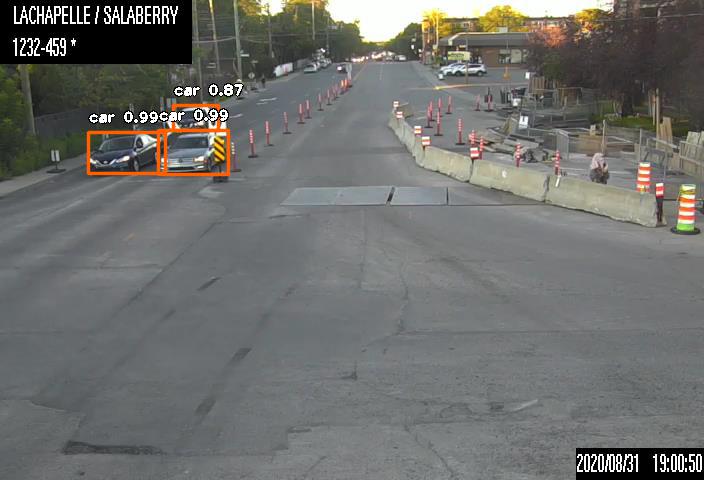 LACHAPELLE / SALABERRY
1232-459 *
car 0.87
car 0.99
car 0.99
2020/08/31 19:00:50